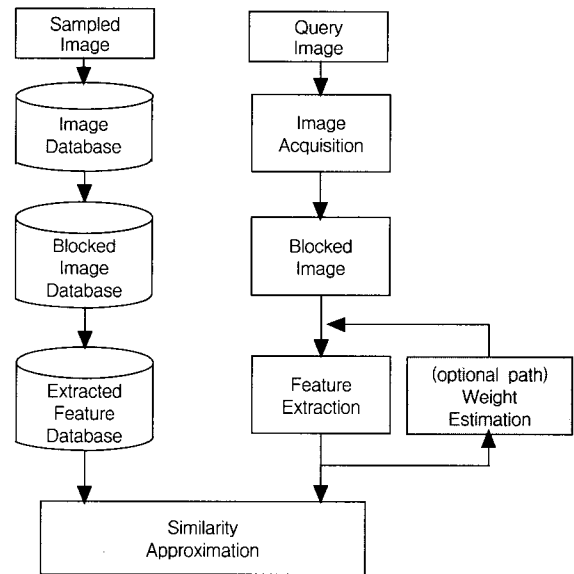 Sampled
Image
Query
Image
Image
Database
Image
Acquisition
Blocked
Image
Database
Blocked
Image
Extracted
Feature
Database
Feature
Extraction
(optional path)
Weight
Estimation
Similarity
Approximation